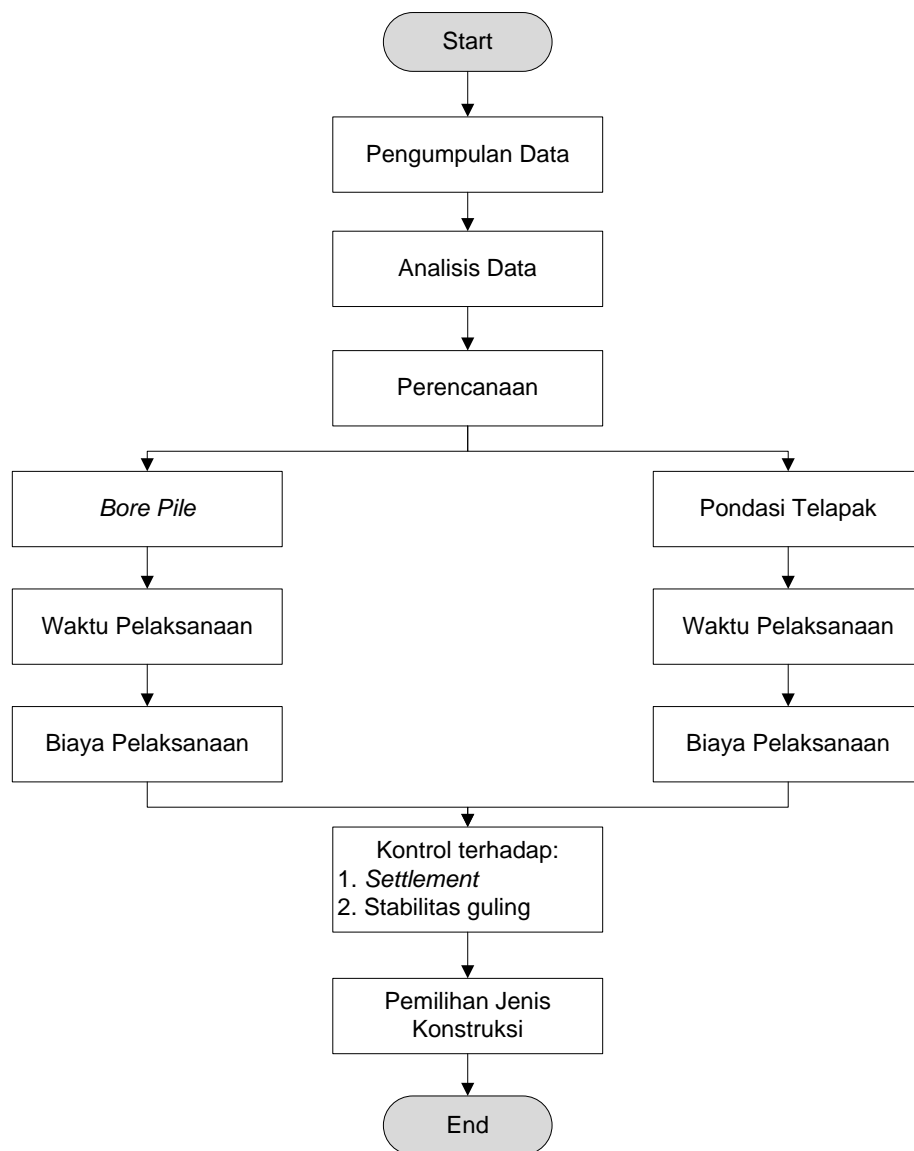 Start
Pengumpulan Data
Analisis Data
Perencanaan
Bore Pile
Pondasi Telapak
Waktu Pelaksanaan
Waktu Pelaksanaan
Biaya Pelaksanaan
Biaya Pelaksanaan
Kontrol terhadap:
1. Settlement
2. Stabilitas guling
Pemilihan Jenis
Konstruksi
End